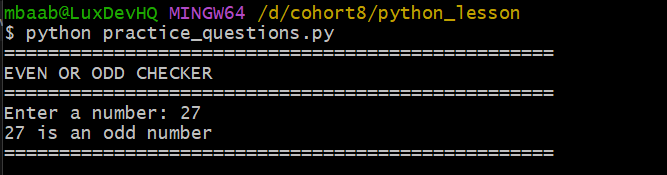 mbaab@LuxDevHQ MINGW64 /d/cohort8/python_lesson
$ python practice_questions.py
==================================================
EVEN OR ODD CHECKER
==================================================
Enter a number: 27
27 is an odd number
==================================================